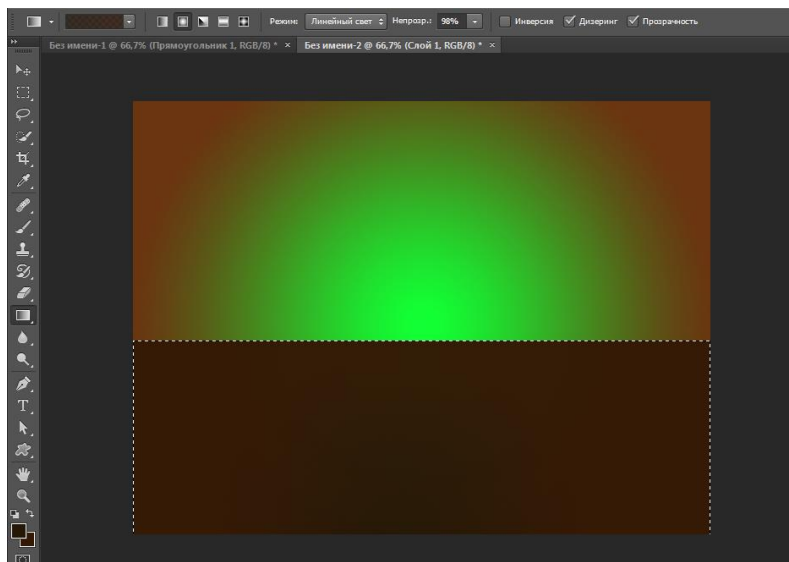 Режим: Линейный свет Непрозр.: 98% Инверсия Дизеринг Прозрачность
Без имени-1 @ 66,7% (Прямоугольник 1, RGB/8) * × Без имени-2 @ 66,7% (Слой 1, RGB/8) * ×
T